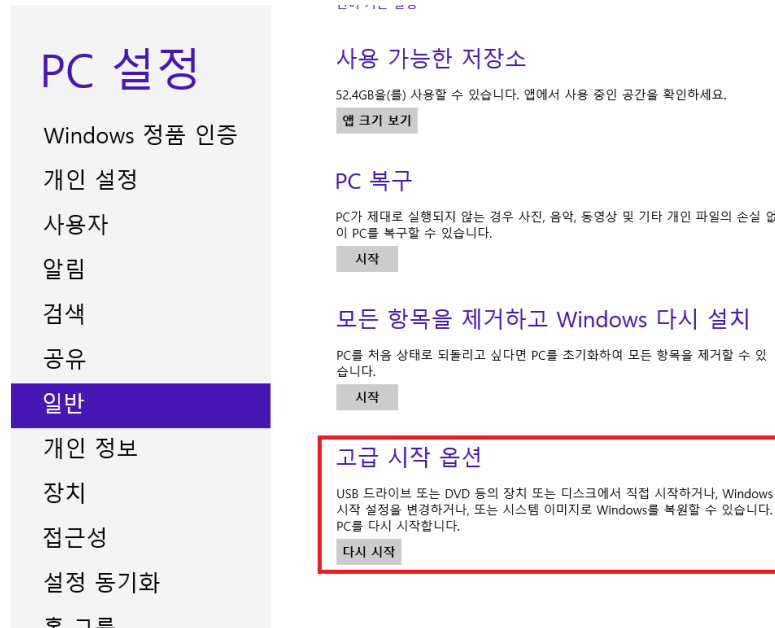 PC 설정
Windows 정품 인증
개인 설정
사용자
알림
검색
공유
일반
개인 정보
장치
접근성
설정 동기화
홈 그룹
사용 가능한 저장소
52.4GB을(를) 사용할 수 있습니다. 앱에서 사용 중인 공간을 확인하세요.
앱 크기 보기
PC 복구
PC가 제대로 실행되지 않는 경우 사진, 음악, 동영상 및 기타 개인 파일의 손실 없
이 PC를 복구할 수 있습니다.
시작
모든 항목을 제거하고 Windows 다시 설치
PC를 처음 상태로 되돌리고 싶다면 PC를 초기화하여 모든 항목을 제거할 수 있
습니다.
시작
고급 시작 옵션
USB 드라이브 또는 DVD 등의 장치 또는 디스크에서 직접 시작하거나, Windows
시작 설정을 변경하거나, 또는 시스템 이미지로 Windows를 복원할 수 있습니다.
PC를 다시 시작합니다.
다시 시작